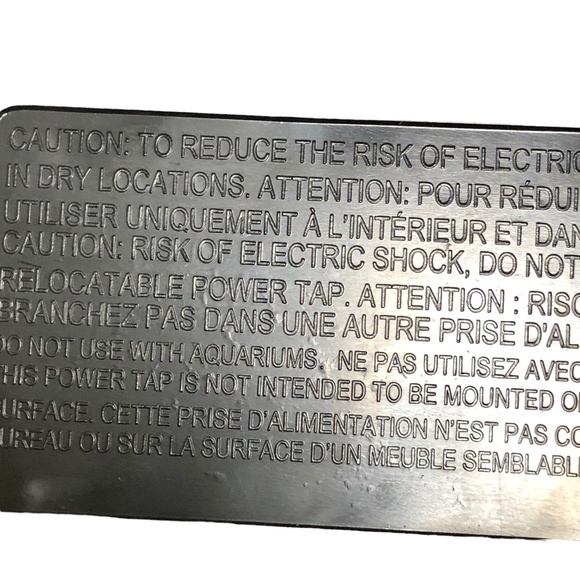 CAUTION: TO REDUCE THE RISK OF ELECTRIC
IN DRY LOCATIONS. ATTENTION: POUR RÉDUI
UTILISER UNIQUEMENT À L'INTÉRIEUR ET DAN
CAUTION: RISK OF ELECTRIC SHOCK, DO NOT
RELOCATABLE POWER TAP. ATTENTION : RISQ
BRANCHEZ PAS DANS UNE AUTRE PRISE D'AL
DO NOT USE WITH AQUARIUMS. NE PAS UTILISEZ AVEC
THIS POWER TAP IS NOT INTENDED TO BE MOUNTED O
SURFACE. CETTE PRISE D'ALIMENTATION N'EST PAS CO
BUREAU OU SUR LA SURFACE D'UN MEUBLE SEMBLABL